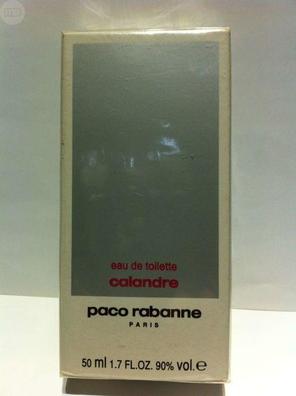 eau de toilette
calandre
paco rabanne
PARIS
50 ml 1.7 FL.OZ. 90% vol.℮